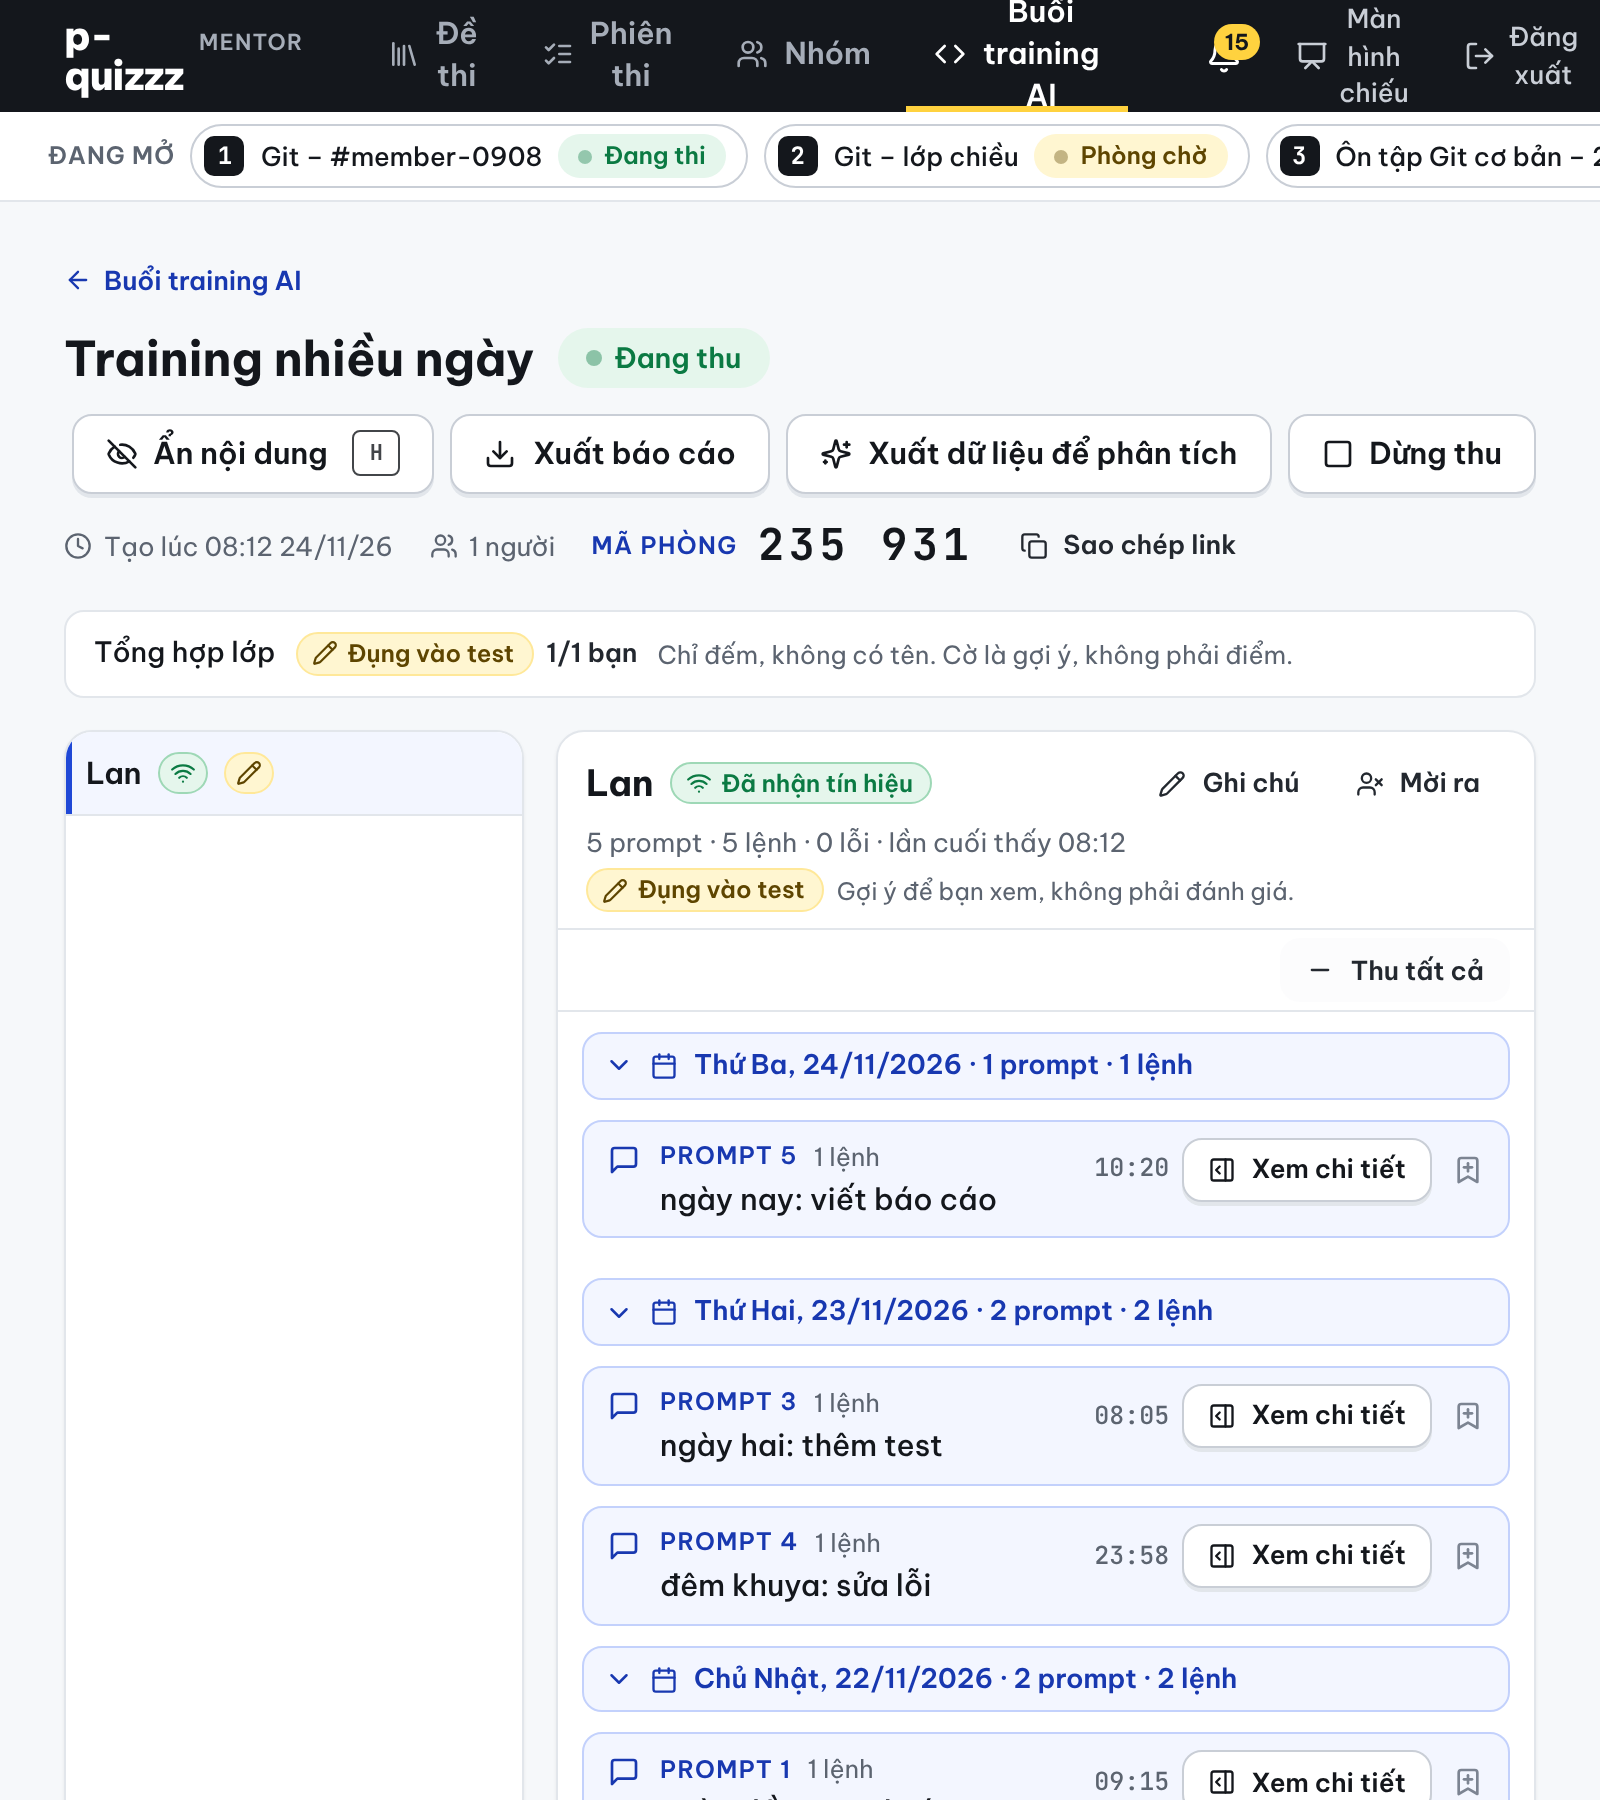 p-quizzz MENTOR
Đề thi
Phiên thi
Nhóm
Buổi training AI
15
Màn hình chiếu
Đăng xuất
ĐANG MỞ 1 Git – #member-0908 Đang thi 2 Git – lớp chiều Phòng chờ 3 Ôn tập Git cơ bản –
Buổi training AI
Training nhiều ngày Đang thu
Ẩn nội dung H Xuất báo cáo Xuất dữ liệu để phân tích Dừng thu
Tạo lúc 08:12 24/11/26 1 người MÃ PHÒNG 235 931 Sao chép link
Tổng hợp lớp Đụng vào test 1/1 bạn Chỉ đếm, không có tên. Cờ là gợi ý, không phải điểm.
Lan
Lan Đã nhận tín hiệu Ghi chú Mời ra
5 prompt · 5 lệnh · 0 lỗi · lần cuối thấy 08:12
Đụng vào test Gợi ý để bạn xem, không phải đánh giá.
Thu tất cả
Thứ Ba, 24/11/2026 · 1 prompt · 1 lệnh
PROMPT 5 1 lệnh 10:20 Xem chi tiết
ngày nay: viết báo cáo
Thứ Hai, 23/11/2026 · 2 prompt · 2 lệnh
PROMPT 3 1 lệnh 08:05 Xem chi tiết
ngày hai: thêm test
PROMPT 4 1 lệnh 23:58 Xem chi tiết
đêm khuya: sửa lỗi
Chủ Nhật, 22/11/2026 · 2 prompt · 2 lệnh
PROMPT 1 1 lệnh 09:15 Xem chi tiết